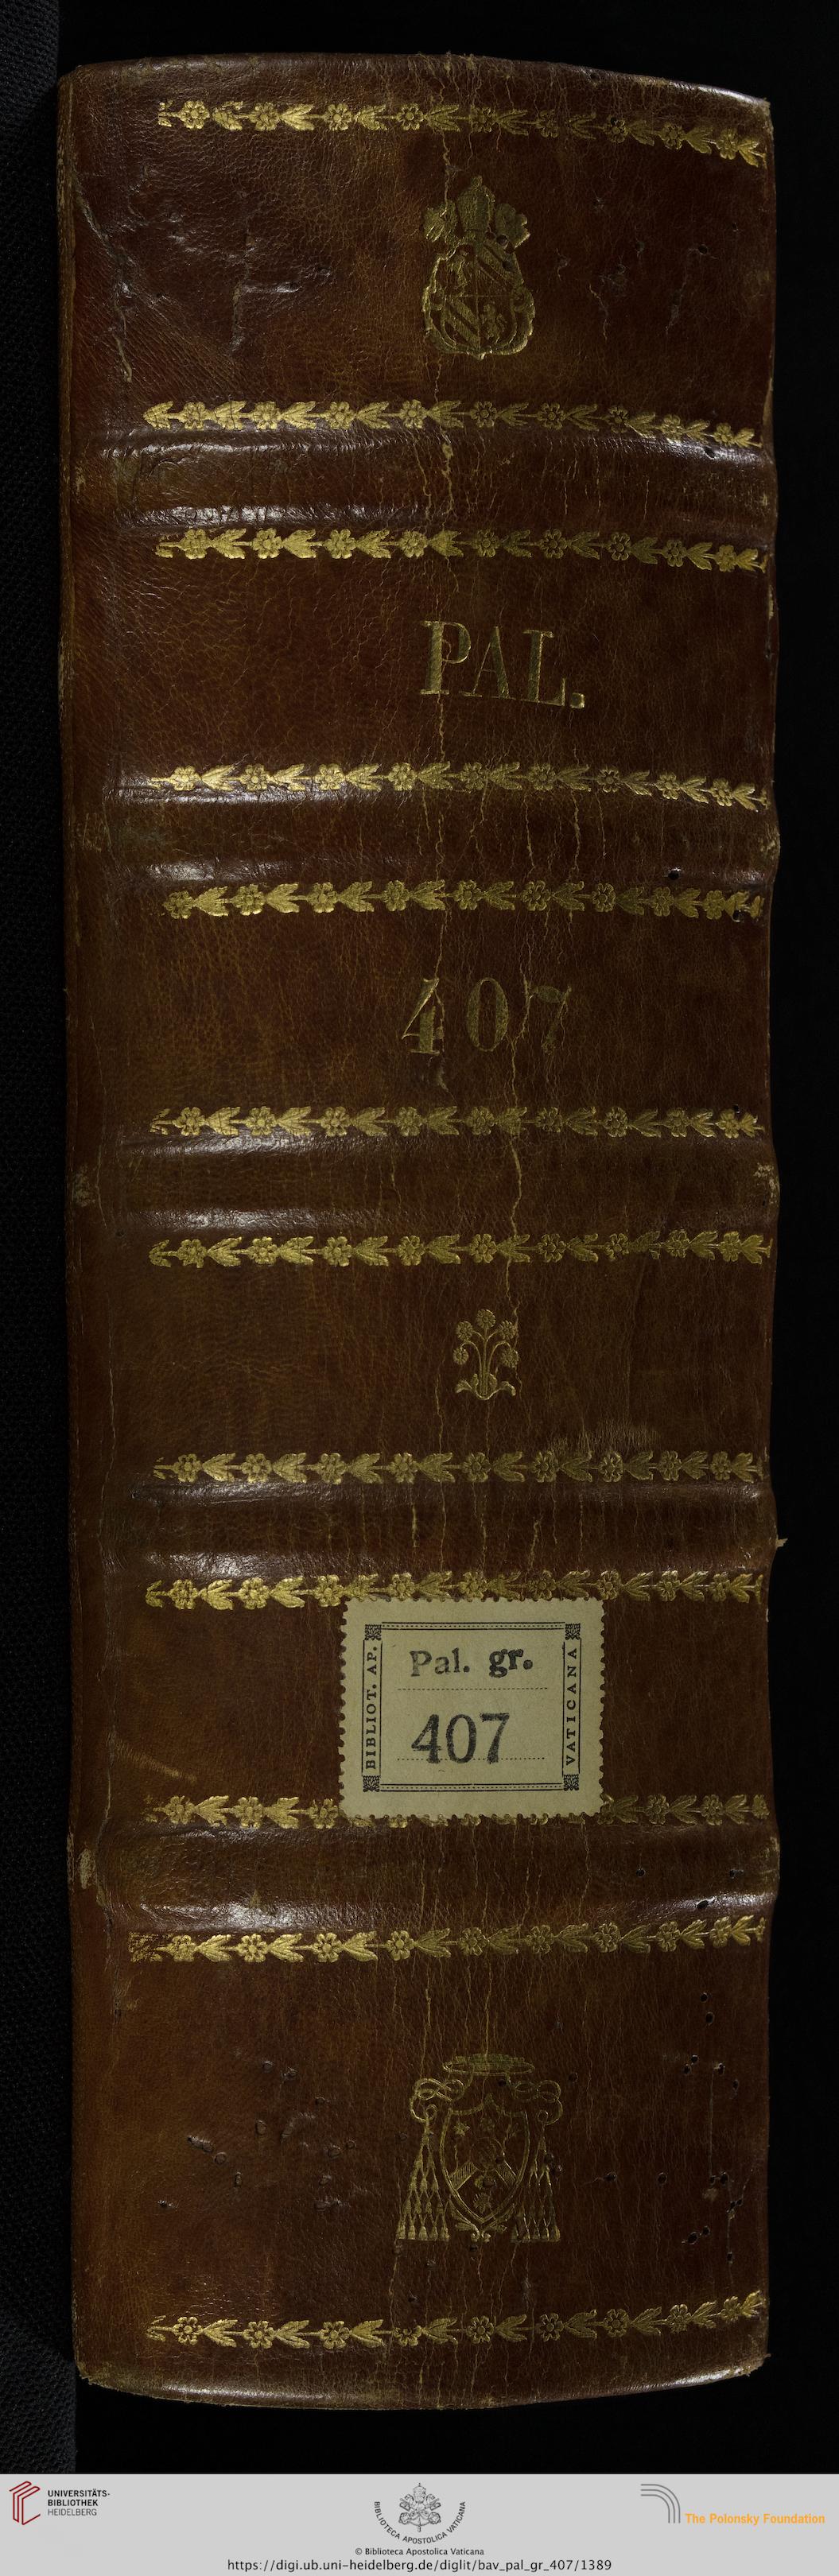 PAL.
407
Pal. gr.
407
BIBLIOT. AP.
VATICANA
UNIVERSITÄTS-
BIBLIOTHEK
HEIDELBERG
BIBLIOTECA APOSTOLICA VATICANA
The Polonsky Foundation
© Biblioteca Apostolica Vaticana
https://digi.ub.uni-heidelberg.de/diglit/bav_pal_gr_407/1389